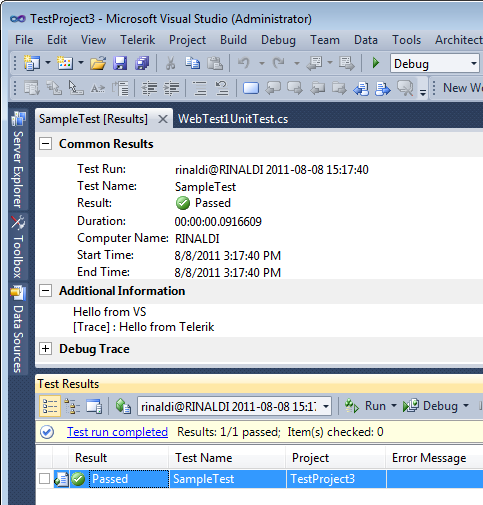 TestProject3 - Microsoft Visual Studio (Administrator)
File Edit View Telerik Project Build Debug Team Data Tools Architect
Debug
New Wo
SampleTest [Results] WebTest1UnitTest.cs
Server Explorer
Toolbox
Data Sources
Common Results
Test Run: rinaldi@RINALDI 2011-08-08 15:17:40
Test Name: SampleTest
Result: Passed
Duration: 00:00:00.0916609
Computer Name: RINALDI
Start Time: 8/8/2011 3:17:40 PM
End Time: 8/8/2011 3:17:40 PM
Additional Information
Hello from VS
[Trace] : Hello from Telerik
Debug Trace
Test Results
rinaldi@RINALDI 2011-08-08 15:17 Run Debug
Test run completed Results: 1/1 passed; Item(s) checked: 0
Result Test Name Project Error Message
Passed SampleTest TestProject3